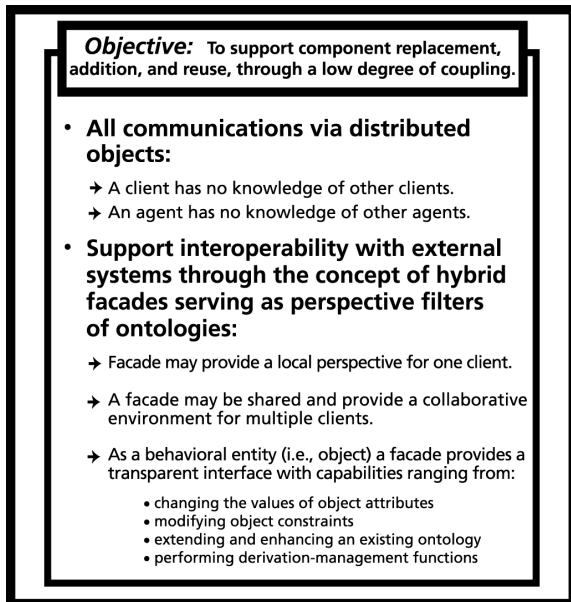 Objective: To support component replacement,
addition, and reuse, through a low degree of coupling.
• All communications via distributed
objects:
➔ A client has no knowledge of other clients.
➔ An agent has no knowledge of other agents.
• Support interoperability with external
systems through the concept of hybrid
facades serving as perspective filters
of ontologies:
➔ Facade may provide a local perspective for one client.
➔ A facade may be shared and provide a collaborative
environment for multiple clients.
➔ As a behavioral entity (i.e., object) a facade provides a
transparent interface with capabilities ranging from:
• changing the values of object attributes
• modifying object constraints
• extending and enhancing an existing ontology
• performing derivation-management functions